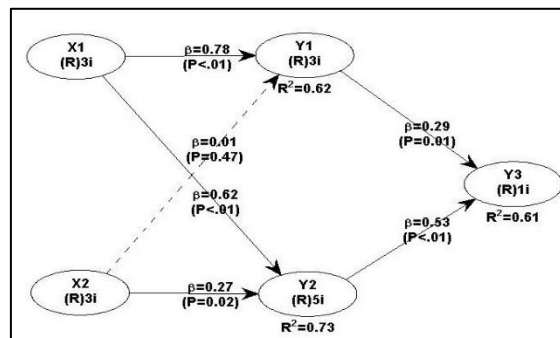 X1
(R)3i
β=0.78
(P<.01)
Y1
(R)3i
R²=0.62
β=0.01
(P=0.47)
β=0.29
(P=0.01)
Y3
(R)1i
R²=0.61
β=0.62
(P<.01)
β=0.53
(P<.01)
X2
(R)3i
β=0.27
(P=0.02)
Y2
(R)5i
R²=0.73